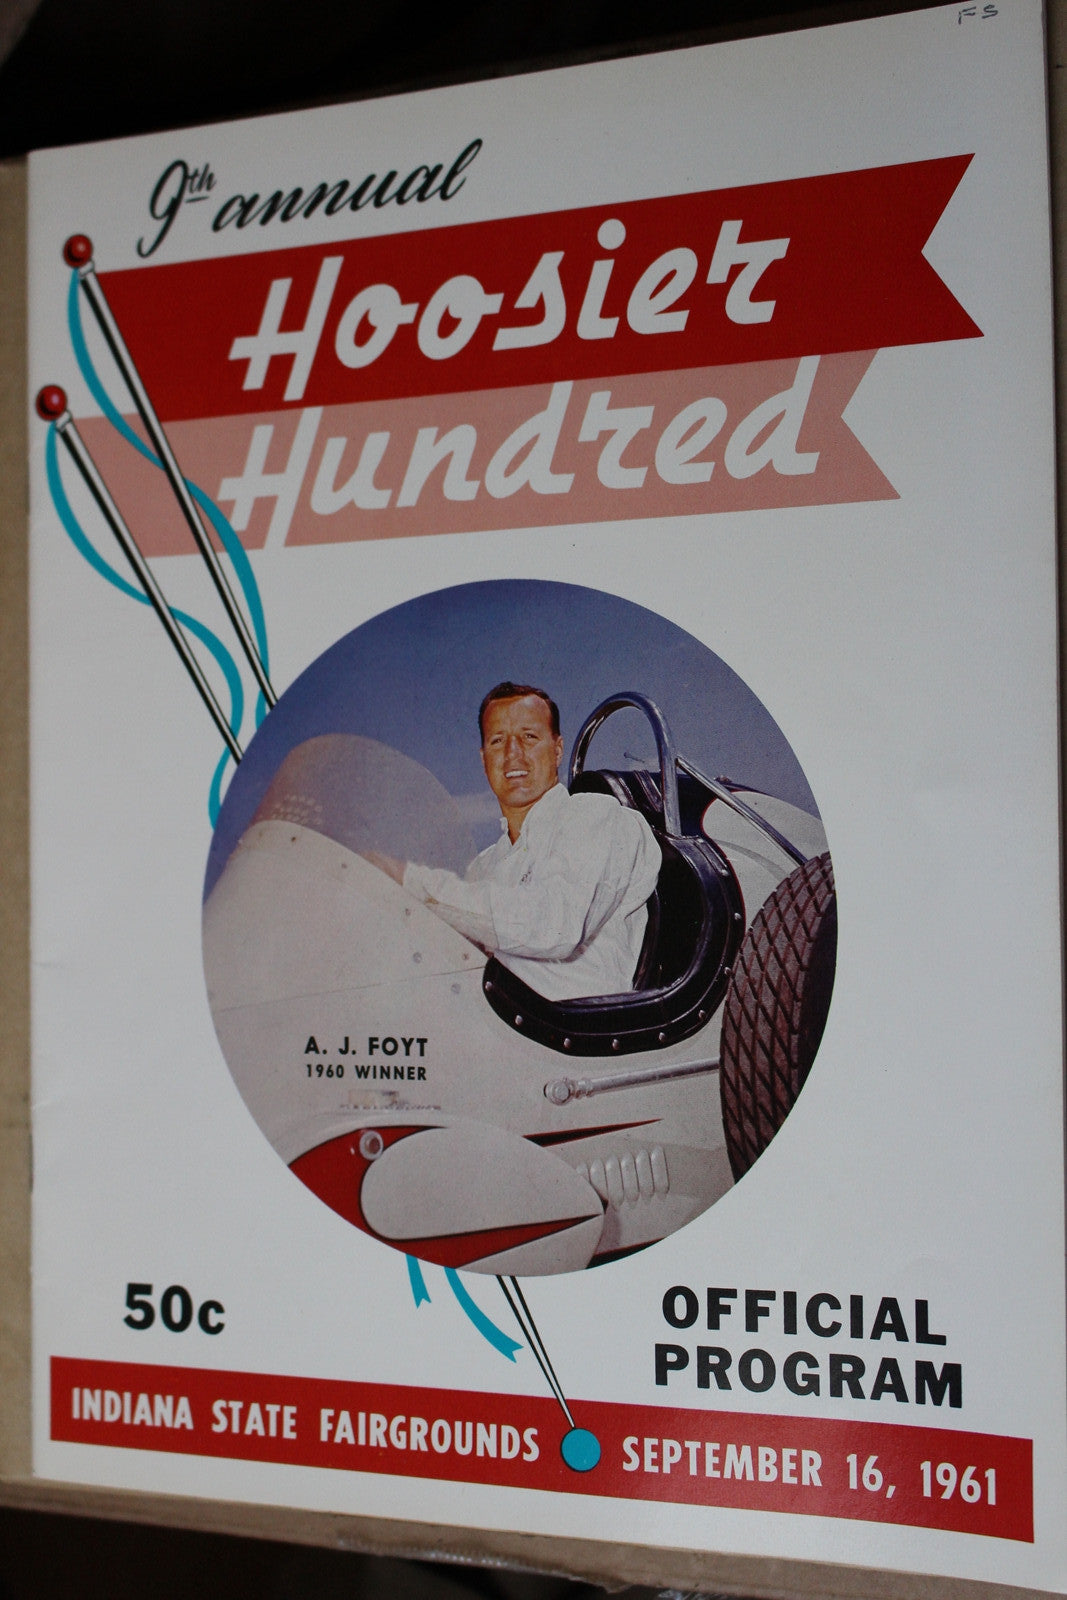 FS
9th annual
Hoosier
Hundred
A. J. FOYT
1960 WINNER
50c
OFFICIAL
PROGRAM
INDIANA STATE FAIRGROUNDS SEPTEMBER 16, 1961